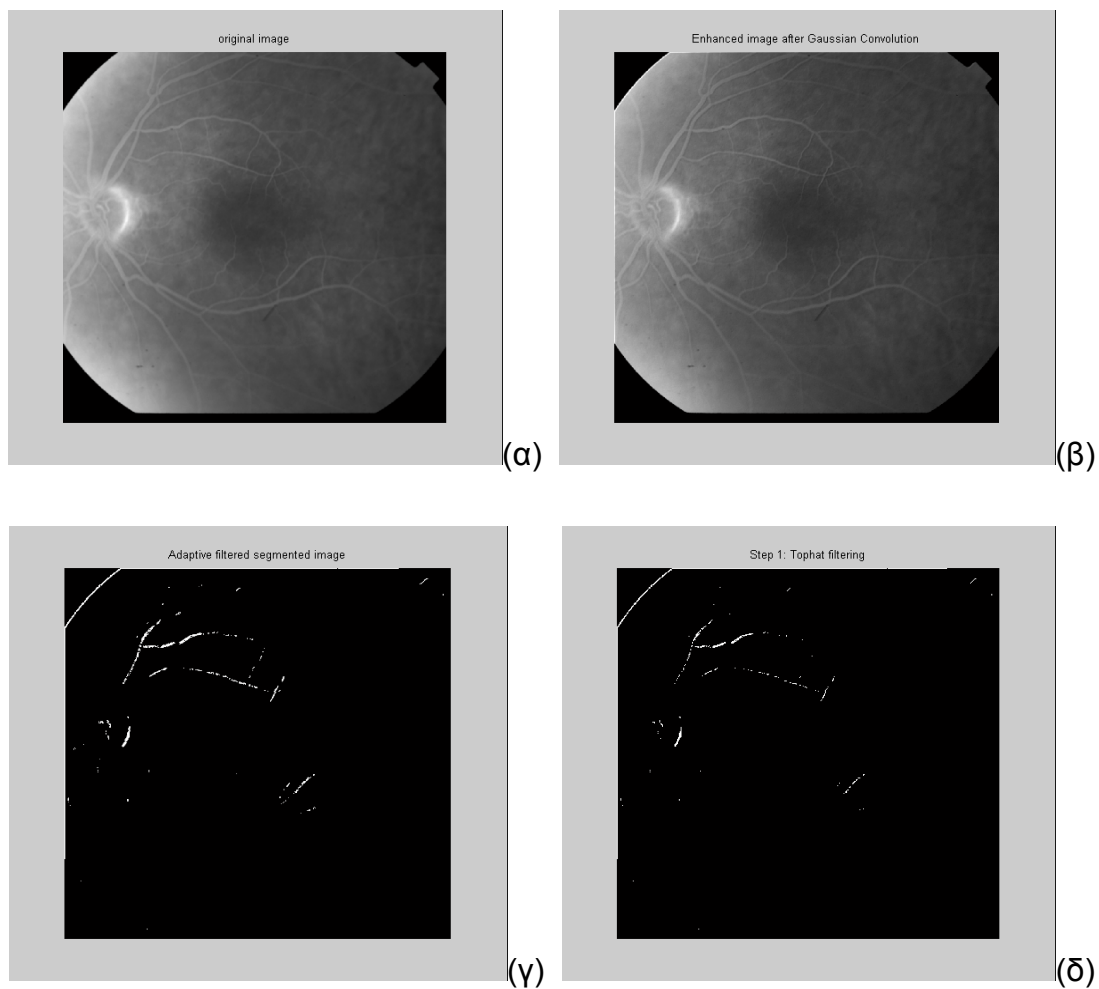 original image
Enhanced image after Gaussian Convolution
(α)
(β)
Adaptive filtered segmented image
Step 1: Tophat filtering
(γ)
(δ)